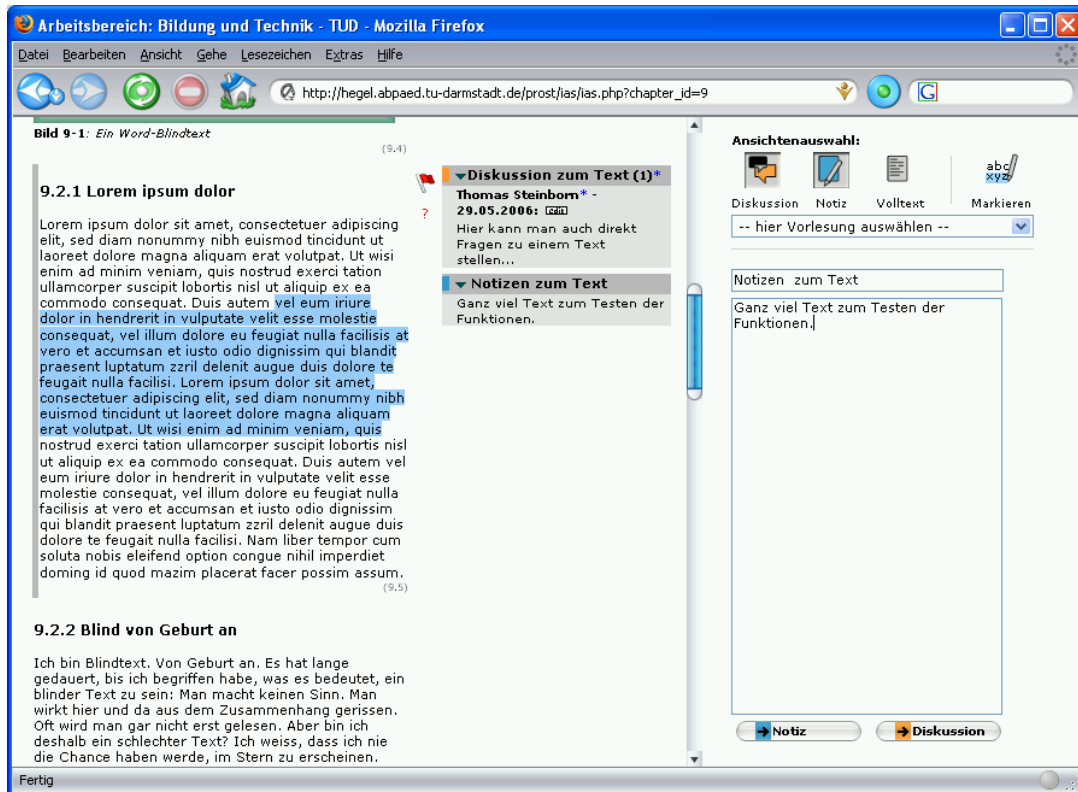 Arbeitsbereich: Bildung und Technik - TUD - Mozilla Firefox
Datei Bearbeiten Ansicht Gehe Lesezeichen Extras Hilfe
http://hegel.abpaed.tu-darmstadt.de/prost/ias/ias.php?chapter_id=9
G
Bild 9-1: Ein Word-Blindtext
(9.4)
9.2.1 Lorem ipsum dolor
Lorem ipsum dolor sit amet, consectetuer adipiscing
elit, sed diam nonummy nibh euismod tincidunt ut
laoreet dolore magna aliquam erat volutpat. Ut wisi
enim ad minim veniam, quis nostrud exerci tation
ullamcorper suscipit lobortis nisl ut aliquip ex ea
commodo consequat. Duis autem vel eum iriure
dolor in hendrerit in vulputate velit esse molestie
consequat, vel illum dolore eu feugiat nulla facilisis at
vero et accumsan et iusto odio dignissim qui blandit
praesent luptatum zzril delenit augue duis dolore te
feugait nulla facilisi. Lorem ipsum dolor sit amet,
consectetuer adipiscing elit, sed diam nonummy nibh
euismod tincidunt ut laoreet dolore magna aliquam
erat volutpat. Ut wisi enim ad minim veniam, quis
nostrud exerci tation ullamcorper suscipit lobortis nisl
ut aliquip ex ea commodo consequat. Duis autem vel
eum iriure dolor in hendrerit in vulputate velit esse
molestie consequat, vel illum dolore eu feugiat nulla
facilisis at vero et accumsan et iusto odio dignissim
qui blandit praesent luptatum zzril delenit augue duis
dolore te feugait nulla facilisi. Nam liber tempor cum
soluta nobis eleifend option congue nihil imperdiet
doming id quod mazim placerat facer possim assum.
(9.5)
9.2.2 Blind von Geburt an
Ich bin Blindtext. Von Geburt an. Es hat lange
gedauert, bis ich begriffen habe, was es bedeutet, ein
blinder Text zu sein: Man macht keinen Sinn. Man
wirkt hier und da aus dem Zusammenhang gerissen.
Oft wird man gar nicht erst gelesen. Aber bin ich
deshalb ein schlechter Text? Ich weiss, dass ich nie
die Chance haben werde, im Stern zu erscheinen.
?
Diskussion zum Text (1)*
Thomas Steinborn* -
29.05.2006: edit
Hier kann man auch direkt
Fragen zu einem Text
stellen...
Notizen zum Text
Ganz viel Text zum Testen der
Funktionen.
Ansichtenauswahl:
abc
xyz
Diskussion Notiz Volltext Markieren
-- hier Vorlesung auswählen --
Notizen zum Text
Ganz viel Text zum Testen der
Funktionen.
Notiz Diskussion
Fertig